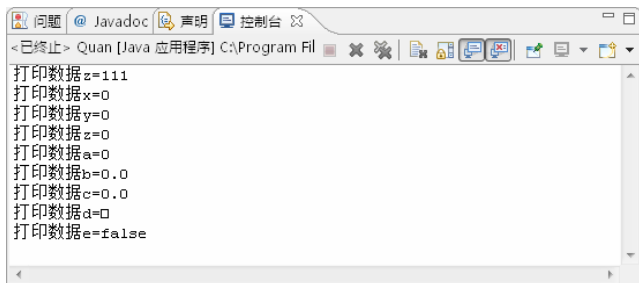 问题 @ Javadoc 声明 控制台
<已终止> Quan [Java 应用程序] C:\Program Fil
打印数据z=111
打印数据x=0
打印数据y=0
打印数据z=0
打印数据a=0
打印数据b=0.0
打印数据c=0.0
打印数据d=□
打印数据e=false